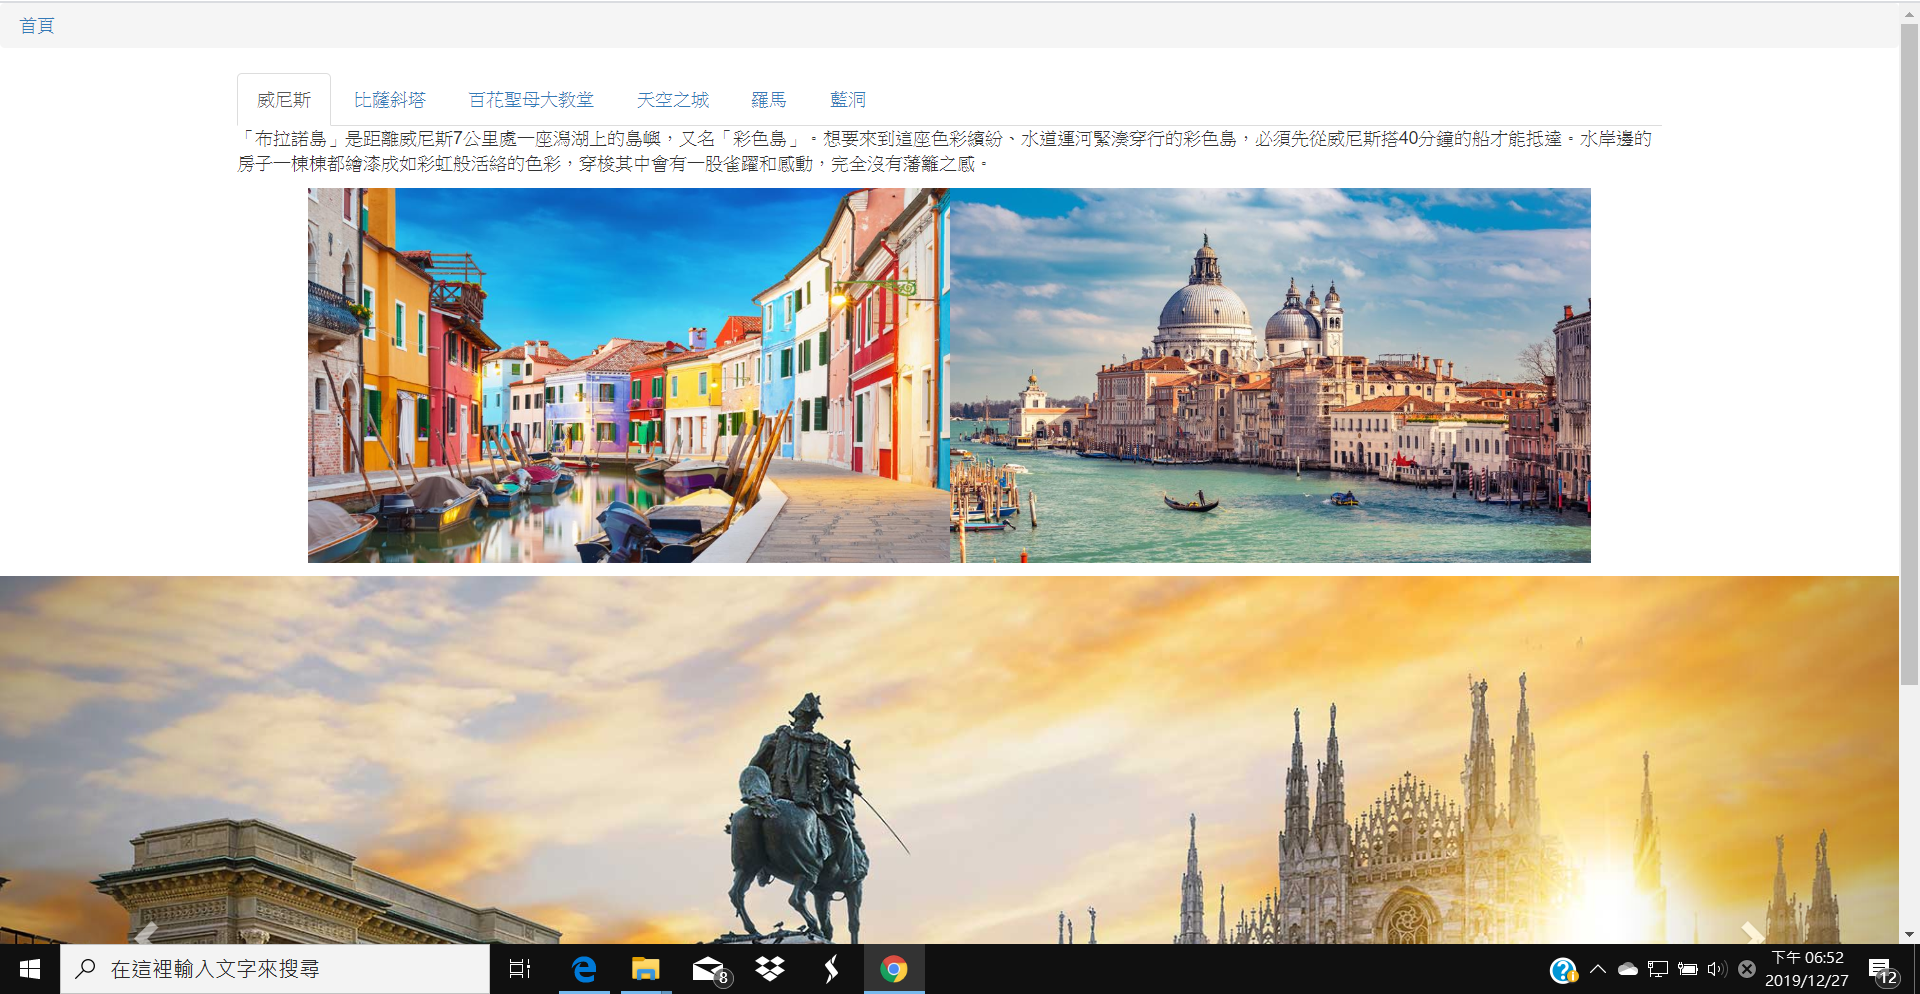 首頁
威尼斯 比薩斜塔 百花聖母大教堂 天空之城 羅馬 藍洞
「布拉諾島」是距離威尼斯7公里處一座潟湖上的島嶼，又名「彩色島」。想要來到這座色彩繽紛、水道運河緊湊穿行的彩色島，必須先從威尼斯搭40分鐘的船才能抵達。水岸邊的
房子一棟棟都繪漆成如彩虹般活絡的色彩，穿梭其中會有一股雀躍和感動，完全沒有藩籬之感。
在這裡輸入文字來搜尋
8
下午 06:52
2019/12/27
12